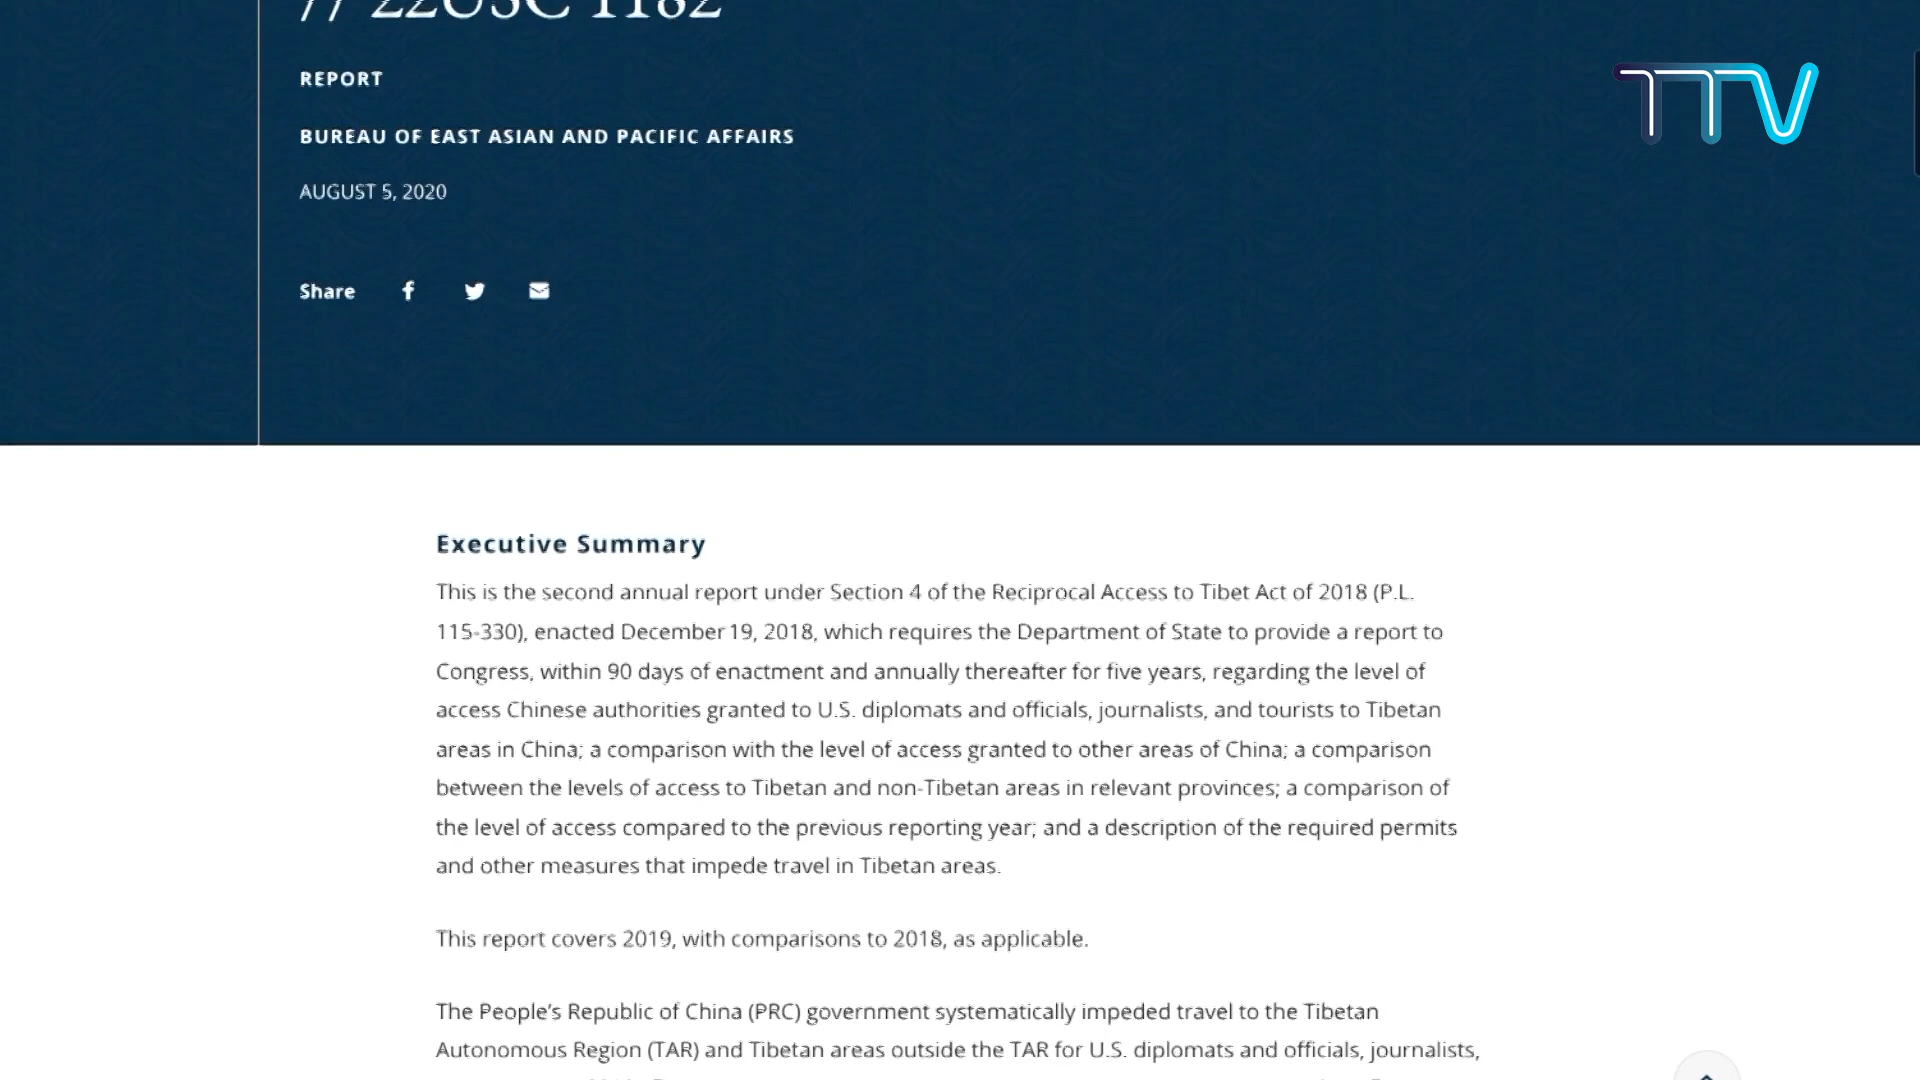 // 22USC 1182
REPORT
TTV
BUREAU OF EAST ASIAN AND PACIFIC AFFAIRS
AUGUST 5, 2020
Share
Executive Summary
This is the second annual report under Section 4 of the Reciprocal Access to Tibet Act of 2018 (P.L.
115-330), enacted December 19, 2018, which requires the Department of State to provide a report to
Congress, within 90 days of enactment and annually thereafter for five years, regarding the level of
access Chinese authorities granted to U.S. diplomats and officials, journalists, and tourists to Tibetan
areas in China; a comparison with the level of access granted to other areas of China; a comparison
between the levels of access to Tibetan and non-Tibetan areas in relevant provinces; a comparison of
the level of access compared to the previous reporting year; and a description of the required permits
and other measures that impede travel in Tibetan areas.
This report covers 2019, with comparisons to 2018, as applicable.
The People’s Republic of China (PRC) government systematically impeded travel to the Tibetan
Autonomous Region (TAR) and Tibetan areas outside the TAR for U.S. diplomats and officials, journalists,